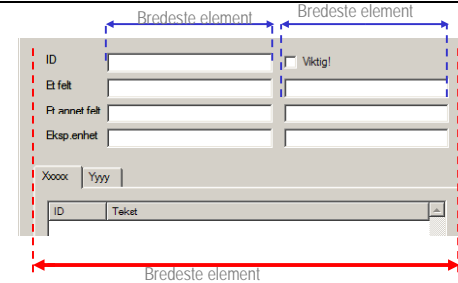 Bredeste element Bredeste element
ID Viktig!
Et felt
Et annet felt
Eksp.enhet
Xxxxx Yyyy
ID Tekst
Bredeste element